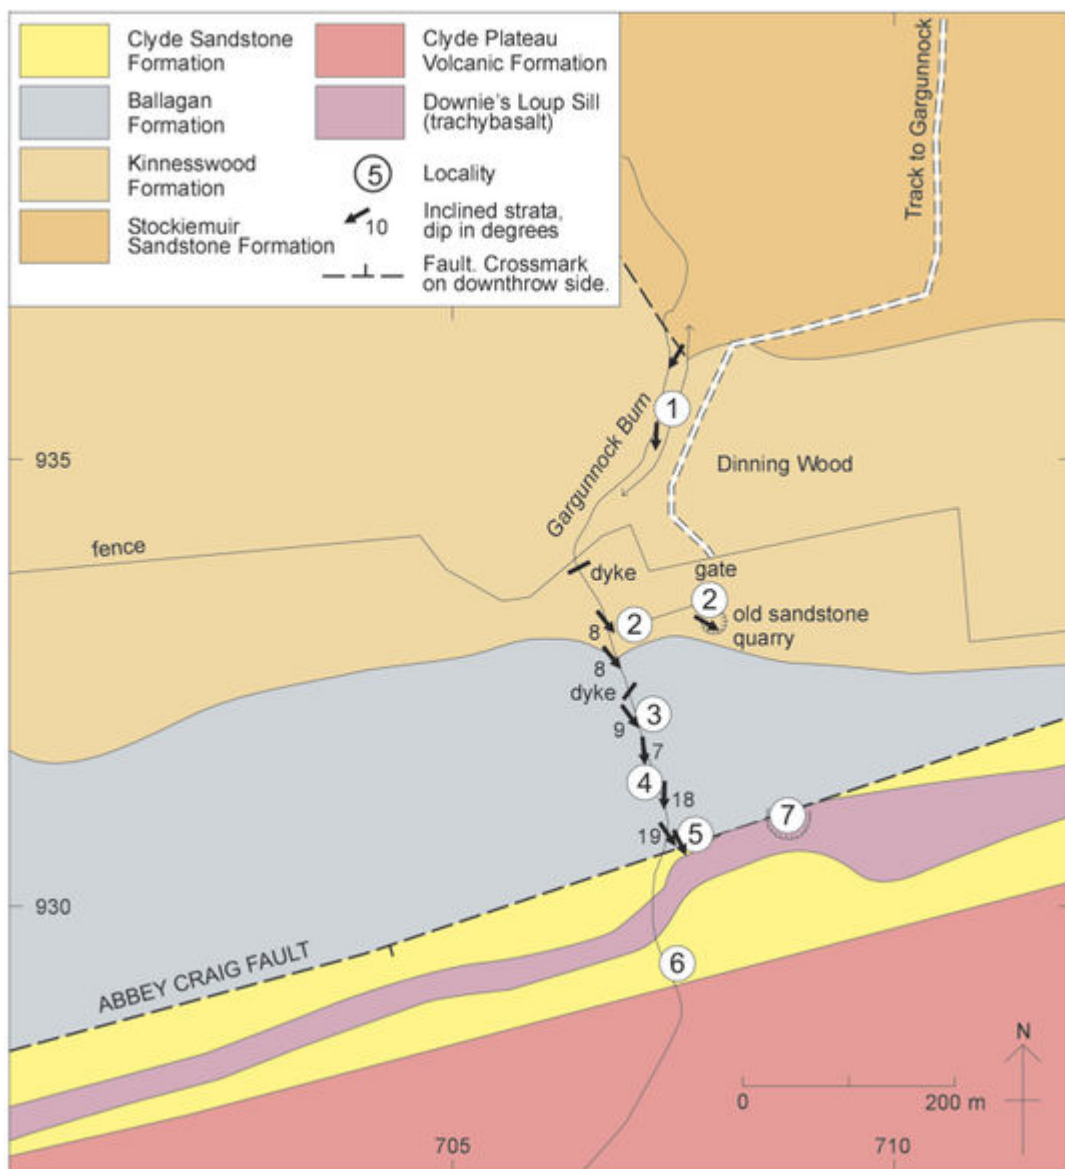 Clyde Sandstone
Formation
Ballagan
Formation
Kinnesswood
Formation
Stockiemuir
Sandstone Formation
Clyde Plateau
Volcanic Formation
Downie's Loup Sill
(trachybasalt)
5
Locality
10
Inclined strata,
dip in degrees
Fault. Crossmark
on downthrow side.
Track to Gargunnock
1
Gargunnock Burn
935
Dinning Wood
fence
dyke
gate
2
2
old sandstone
quarry
8
8
dyke
3
9
7
4
18
7
19
5
930
6
ABBEY CRAIG FAULT
N
0
200 m
705
710